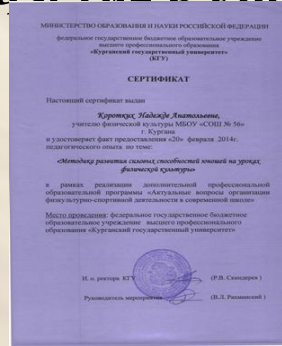 МИНИСТЕРСТВО ОБРАЗОВАНИЯ И НАУКИ РОССИЙСКОЙ ФЕДЕРАЦИИ
федеральное государственное бюджетное образовательное учреждение
высшего профессионального образования
«Курганский государственный университет»
(КГУ)
СЕРТИФИКАТ
Настоящий сертификат выдан
Коротких Надежде Анатольевне,
учителю физической культуры МБОУ «СОШ № 56»
г. Кургана
и удостоверяет факт предоставления «20» февраля 2014г.
педагогического опыта по теме:
«Методика развития силовых способностей юношей на уроках
физической культуры»
в рамках реализации дополнительной профессиональной
образовательной программы «Актуальные вопросы организации
физкультурно-спортивной деятельности в современной школе»
Место проведения: федеральное государственное бюджетное
образовательное учреждение высшего профессионального
образования «Курганский государственный университет»
И. о. ректора КГУ (Р.В. Скиндерев )
Руководитель мероприятия (В.Л. )